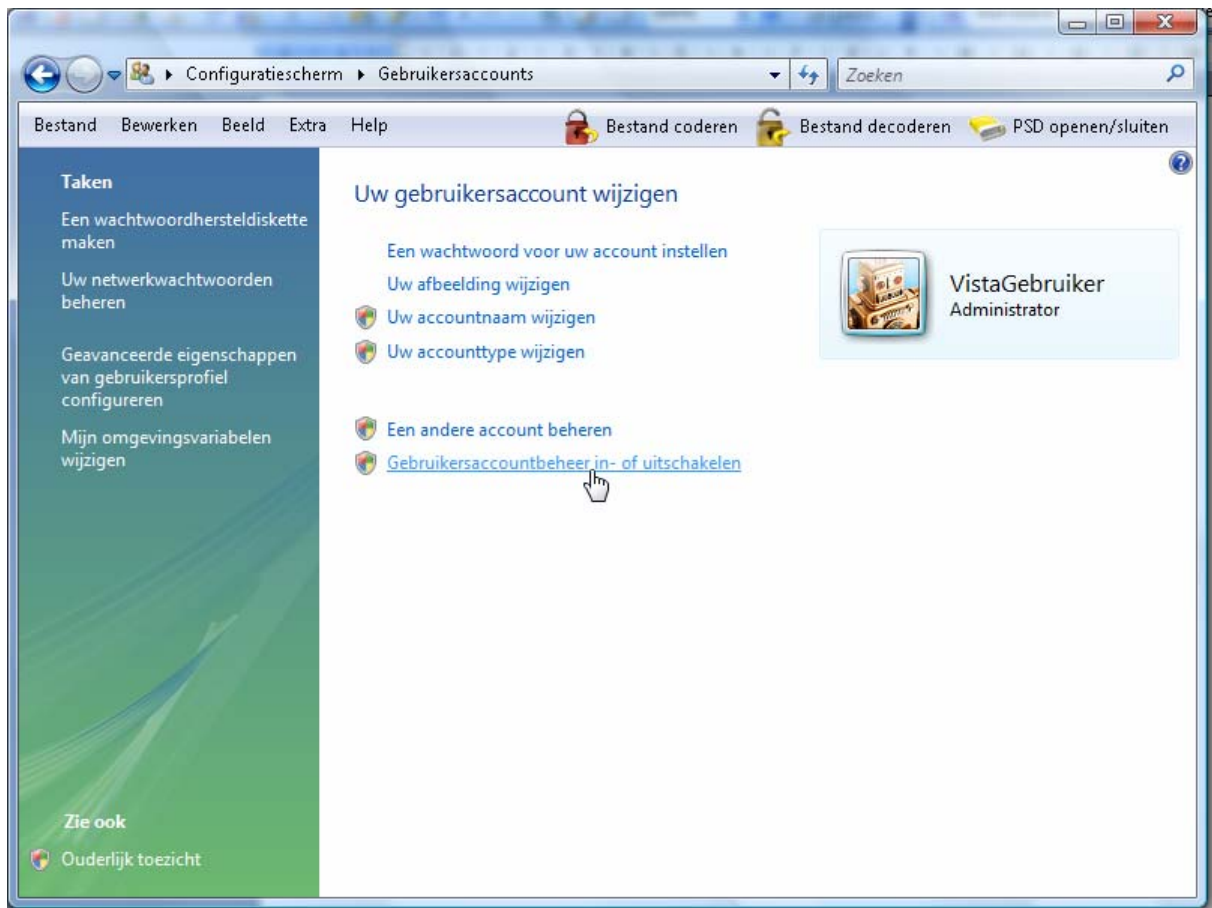 Configuratiescherm
Gebruikersaccounts
Zoeken
Bestand Bewerken Beeld Extra Help Bestand coderen Bestand decoderen PSD openen/sluiten
Taken
Een wachtwoordhersteldiskette
maken
Uw netwerkwachtwoorden
beheren
Geavanceerde eigenschappen
van gebruikersprofiel
configureren
Mijn omgevingsvariabelen
wijzigen
Zie ook
Ouderlijk toezicht
Uw gebruikersaccount wijzigen
Een wachtwoord voor uw account instellen
Uw afbeelding wijzigen
Uw accountnaam wijzigen
Uw accounttype wijzigen
Een andere account beheren
Gebruikersaccountbeheer in- of uitschakelen
VistaGebruiker
Administrator